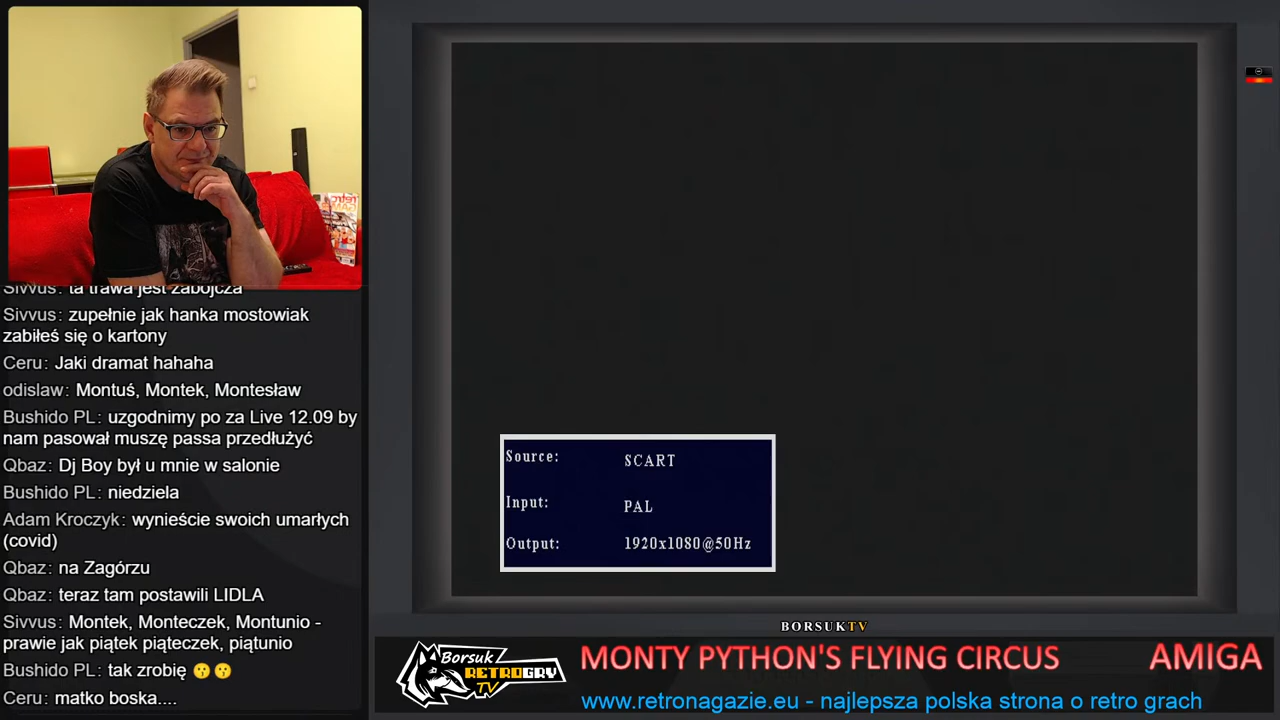 Sivvus: ta trawa jest zabójcza
Sivvus: zupełnie jak hanka mostowiak
zabiłeś się o kartony
Ceru: Jaki dramat hahaha
odislaw: Montuś, Montek, Montesław
Bushido PL: uzgodnimy po za Live 12.09 by
nam pasował muszę passa przedłużyć
Qbaz: Dj Boy był u mnie w salonie
Bushido PL: niedziela
Adam Kroczyk: wynieście swoich umarłych
(covid)
Qbaz: na Zagórzu
Qbaz: teraz tam postawili LIDLA
Sivvus: Montek, Monteczek, Montunio -
prawie jak piątek piąteczek, piątunio
Bushido PL: tak zrobię 😗😗
Ceru: matko boska....
Source: SCART
Input: PAL
Output: 1920x1080@50Hz
BORSUKTV
Borsuk
RETROGRY
TV
MONTY PYTHON'S FLYING CIRCUS AMIGA
www.retronagazie.eu - najlepsza polska strona o retro grach